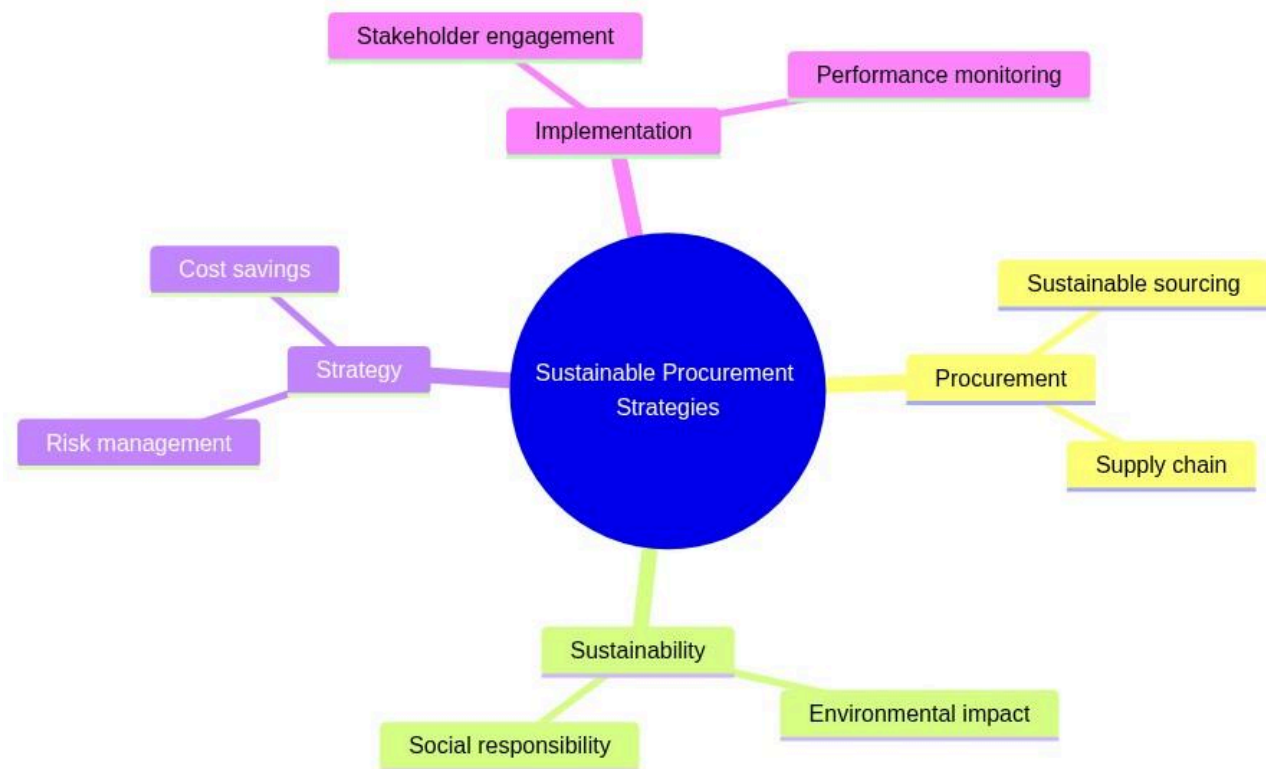 Stakeholder engagement
Performance monitoring
Implementation
Cost savings
Sustainable sourcing
Strategy
Sustainable Procurement
Strategies
Procurement
Risk management
Supply chain
Sustainability
Environmental impact
Social responsibility